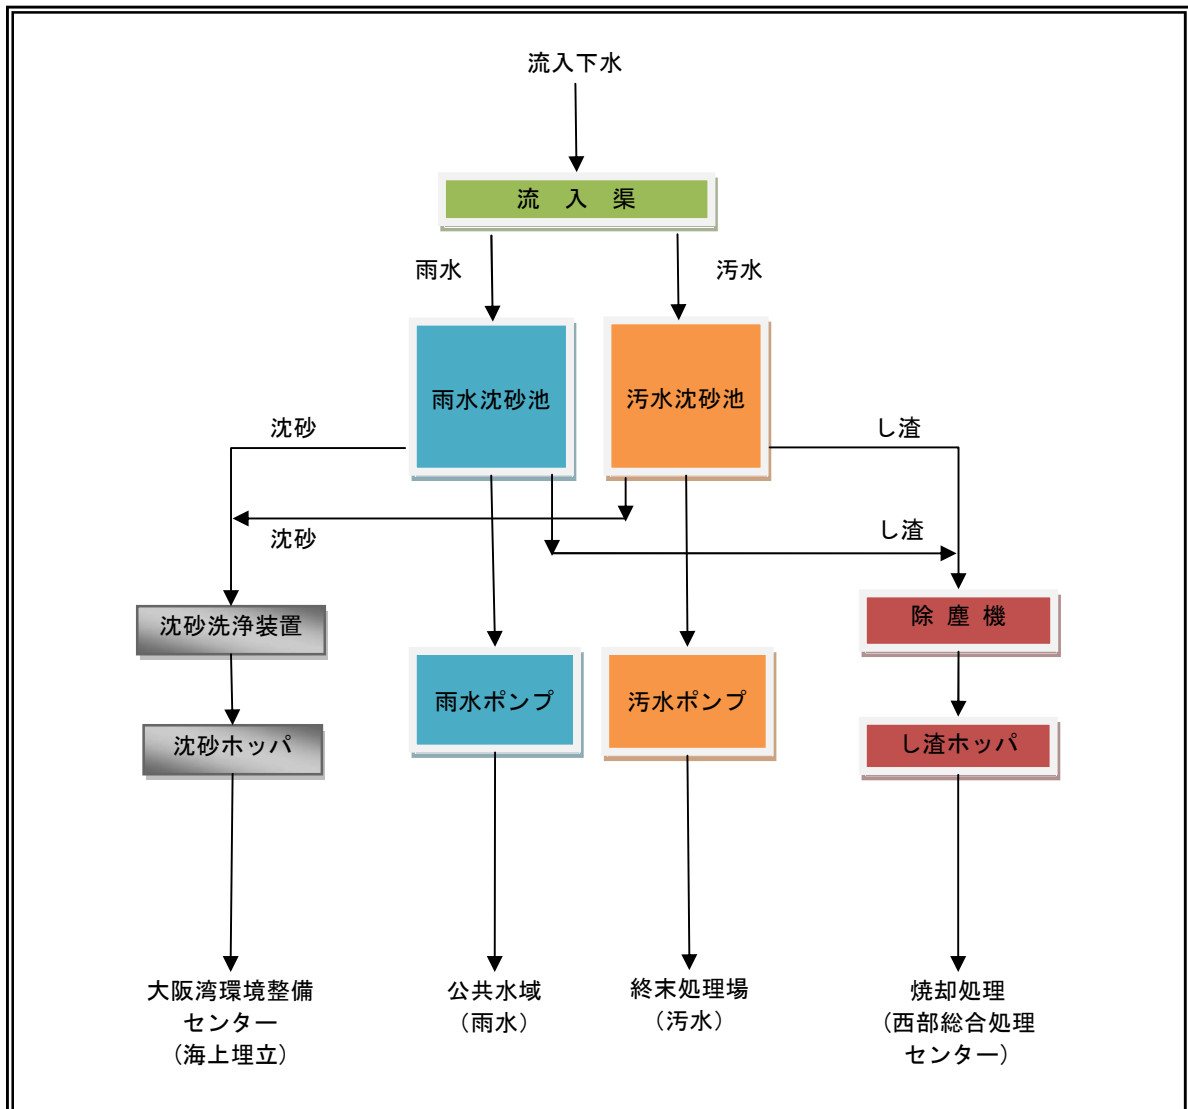 流入下水
流 入 渠
雨水
汚水
雨水沈砂池
汚水沈砂池
沈砂
し渣
沈砂
し渣
沈砂洗浄装置
除 塵 機
雨水ポンプ
汚水ポンプ
沈砂ホッパ
し渣ホッパ
大阪湾環境整備
センター
（海上埋立）
公共水域
（雨水）
終末処理場
（汚水）
焼却処理
（西部総合処理
センター）